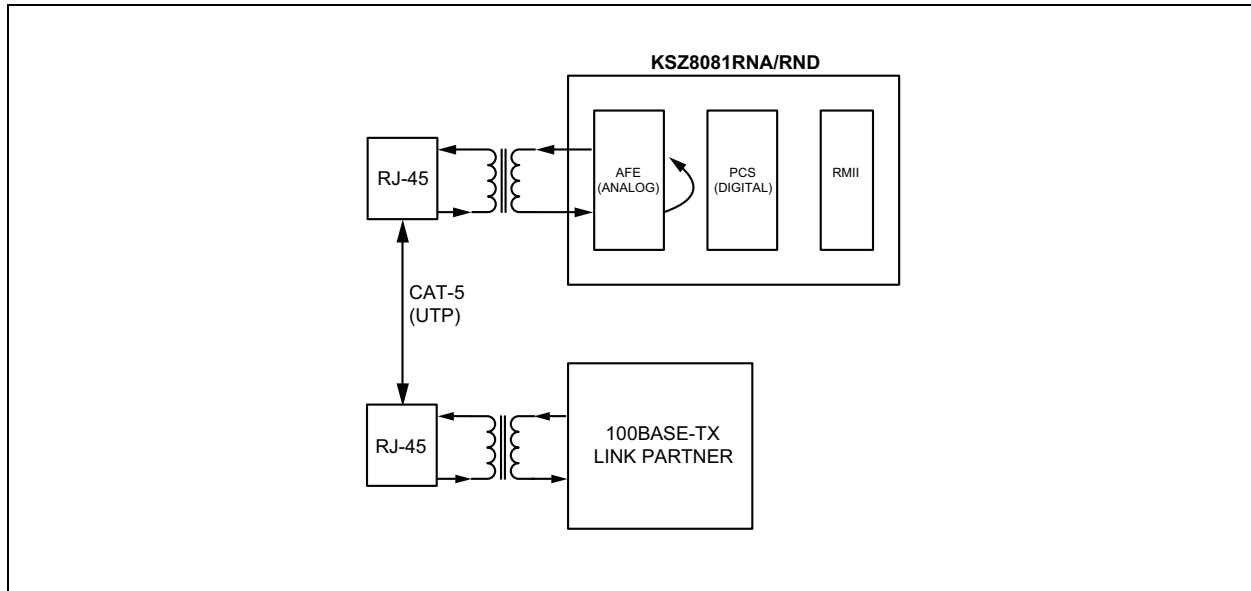 KSZ8081RNA/RND
RJ-45
AFE
(ANALOG)
PCS
(DIGITAL)
RMII
CAT-5
(UTP)
RJ-45
100BASE-TX
LINK PARTNER